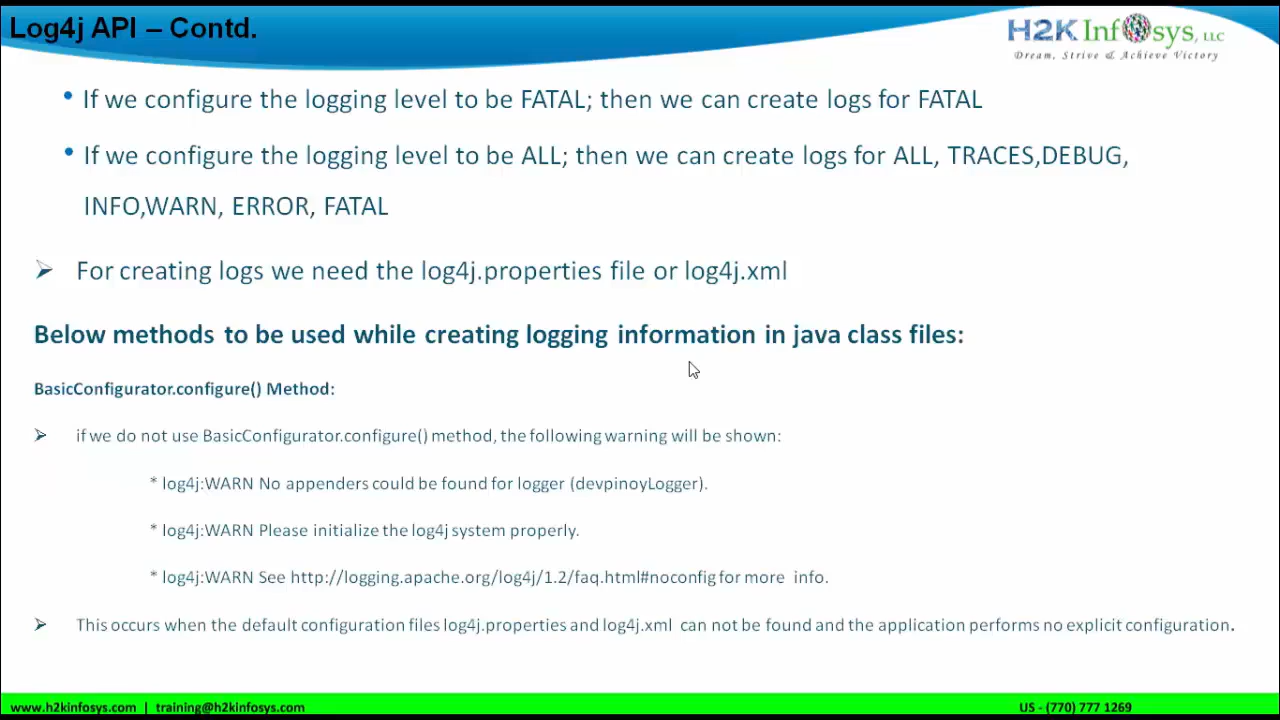 Log4j API – Contd.
H2K Infosys, LLC
Dream, Strive & Achieve Victory
• If we configure the logging level to be FATAL; then we can create logs for FATAL
• If we configure the logging level to be ALL; then we can create logs for ALL, TRACES,DEBUG,
INFO,WARN, ERROR, FATAL
➢ For creating logs we need the log4j.properties file or log4j.xml
Below methods to be used while creating logging information in java class files:
BasicConfigurator.configure() Method:
➢ if we do not use BasicConfigurator.configure() method, the following warning will be shown:
* log4j:WARN No appenders could be found for logger (devpinoyLogger).
* log4j:WARN Please initialize the log4j system properly.
* log4j:WARN See http://logging.apache.org/log4j/1.2/faq.html#noconfig for more info.
➢ This occurs when the default configuration files log4j.properties and log4j.xml can not be found and the application performs no explicit configuration.
www.h2kinfosys.com | training@h2kinfosys.com
US - (770) 777 1269